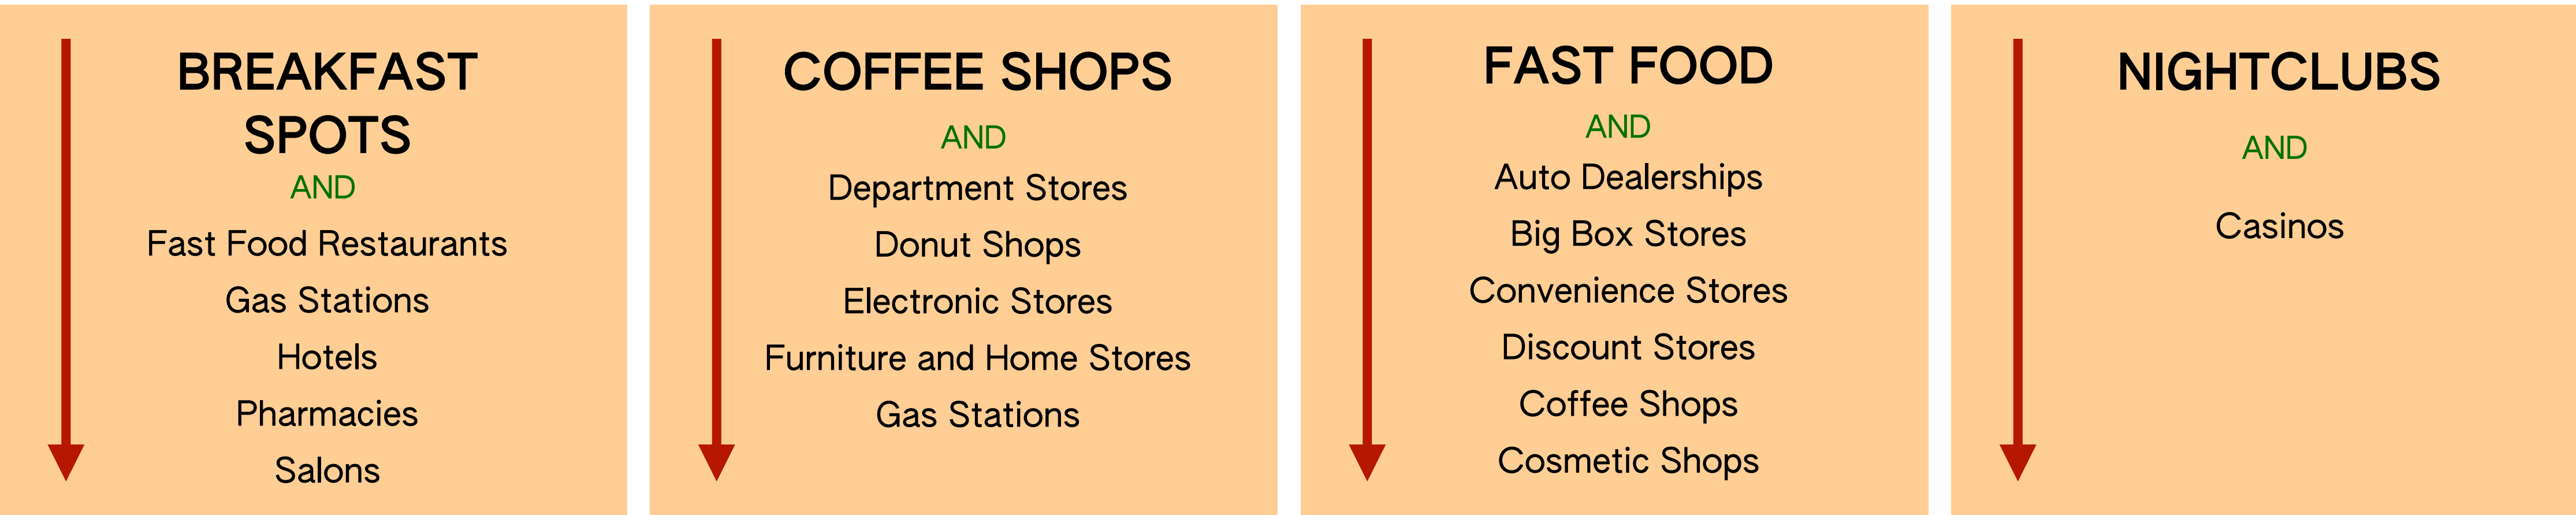 BREAKFAST
SPOTS
AND
Fast Food Restaurants
Gas Stations
Hotels
Pharmacies
Salons
COFFEE SHOPS
AND
Department Stores
Donut Shops
Electronic Stores
Furniture and Home Stores
Gas Stations
FAST FOOD
AND
Auto Dealerships
Big Box Stores
Convenience Stores
Discount Stores
Coffee Shops
Cosmetic Shops
NIGHTCLUBS
AND
Casinos